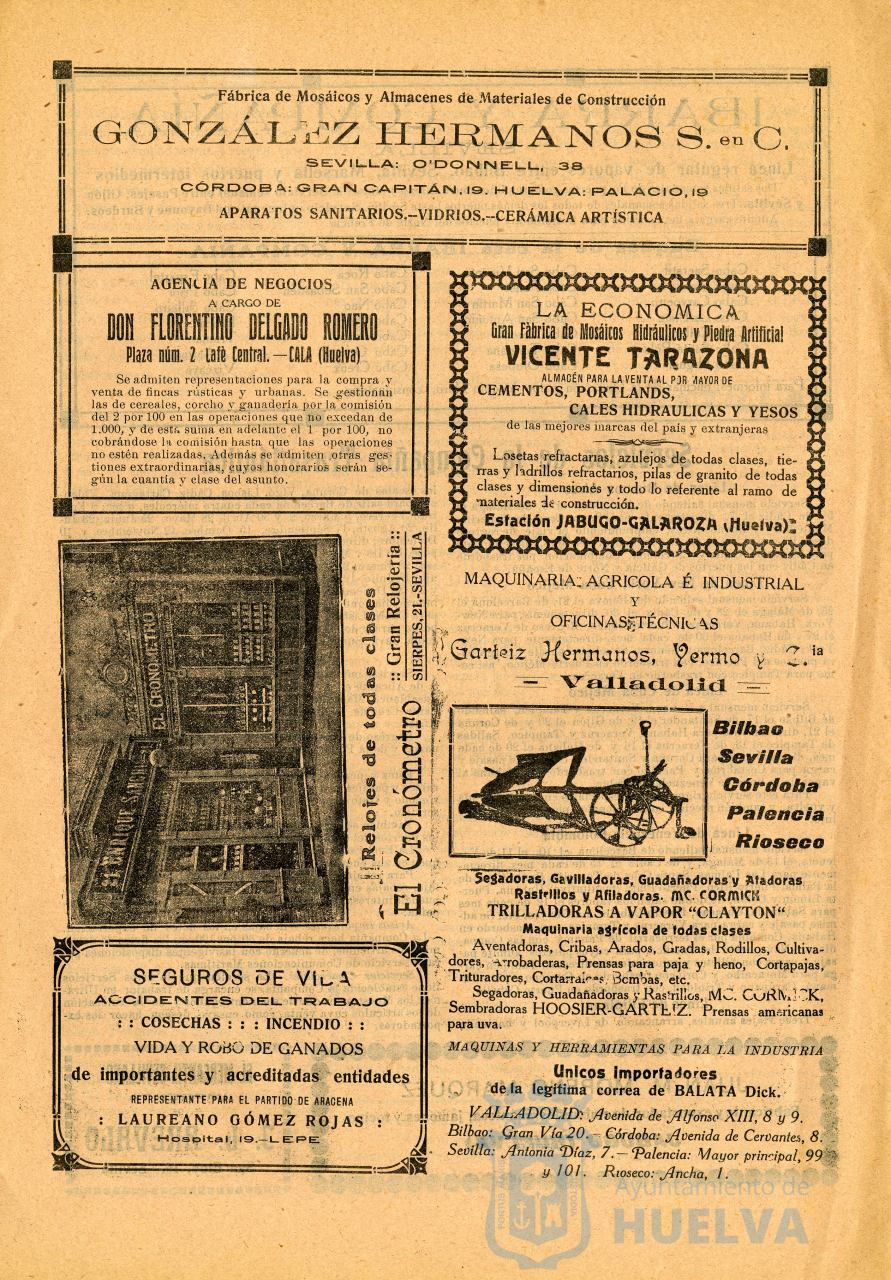 Fábrica de Mosáicos y Almacenes de Materiales de Construcción
GONZÁLEZ HERMANOS S. en C.
SEVILLA: O'DONNELL, 38
CÓRDOBA: GRAN CAPITÁN, 19. HUELVA: PALACIO, 19
APARATOS SANITARIOS.-VIDRIOS.-CERÁMICA ARTÍSTICA
AGENCIA DE NEGOCIOS
A CARGO DE
DON FLORENTINO DELGADO ROMERO
Plaza núm. 2 Café Central.—CALA (Huelva)
Se admiten representaciones para la compra y
venta de fincas rústicas y urbanas. Se gestionan
las de cereales, corcho y ganadería por la comisión
del 2 por 100 en las operaciones que no excedan de
1.000, y de esta suma en adelante el 1 por 100, no
cobrándose la comisión hasta que las operaciones
no estén realizadas. Además se admiten otras ges-
tiones extraordinarias, cuyos honorarios serán se-
gún la cuantía y clase del asunto.
LA ECONOMICA
Gran Fábrica de Mosáicos Hidráulicos y Piedra Artificial
VICENTE TARAZONA
ALMACÉN PARA LA VENTA AL POR MAYOR DE
CEMENTOS, PORTLANDS,
CALES HIDRAULICAS Y YESOS
de las mejores marcas del país y extranjeras
Losetas refractarias, azulejos de todas clases, tie-
rras y ladrillos refractarios, pilas de granito de todas
clases y dimensiones y todo lo referente al ramo de
materiales de construcción.
Estación JABUGO-GALAROZA (Huelva)
EL CRONOMETRO
Relojes de todas clases
El Cronómetro
:: Gran Relojería ::
SIERPES, 21.-SEVILLA
SEGUROS DE VIDA
ACCIDENTES DEL TRABAJO
: : COSECHAS : : : INCENDIO : :
VIDA Y ROBO DE GANADOS
de importantes y acreditadas entidades
REPRESENTANTE PARA EL PARTIDO DE ARACENA
: LAUREANO GÓMEZ ROJAS :
Hospital, 19.—LEPE
MAQUINARIA AGRICOLA É INDUSTRIAL
Y
OFICINAS TÉCNICAS
Garteiz Hermanos, Yermo y C.ia
Valladolid
Bilbao
Sevilla
Córdoba
Palencia
Rioseco
Segadoras, Gavilladoras, Guadañadoras y Atadoras
Rastrillos y Afiladoras. MC. CORMICK
TRILLADORAS A VAPOR "CLAYTON"
Maquinaria agrícola de todas clases
Aventadoras, Cribas, Arados, Gradas, Rodillos, Cultiva-
dores, Arrobaderas, Prensas para paja y heno, Cortapajas,
Trituradores, Cortarraíces, Bombas, etc.
Segadoras, Guadañadoras y Rastrillos, MC. CORMICK,
Sembradoras HOOSIER-GARTEIZ. Prensas americanas
para uva.
MAQUINAS Y HERRAMIENTAS PARA LA INDUSTRIA
Unicos Importadores
de la legítima correa de BALATA Dick.
VALLADOLID: Avenida de Alfonso XIII, 8 y 9.
Bilbao: Gran Vía 20.—Córdoba: Avenida de Cervantes, 8.
Sevilla: Antonia Díaz, 7.—Palencia: Mayor principal, 99
y 101. Rioseco: Ancha, 1.
Ayuntamiento de
HUELVA